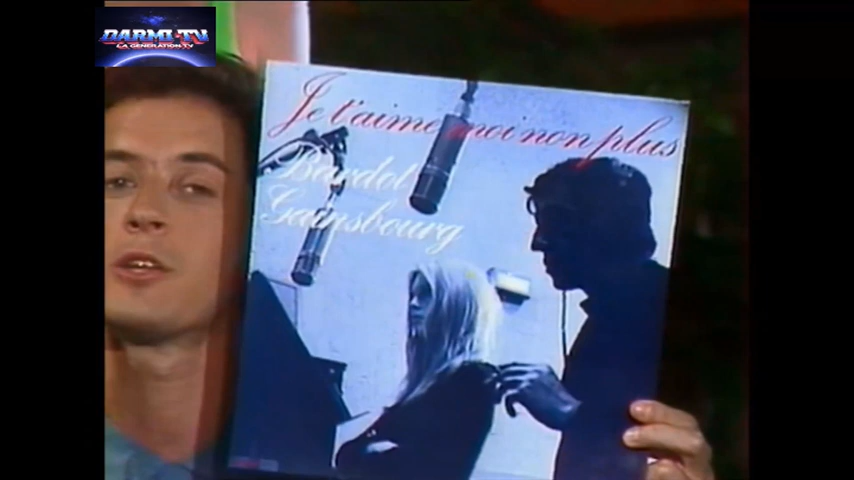 DARMI-TV
LA GENERATION TV
Je t'aime moi non plus
Bardot
Gainsbourg